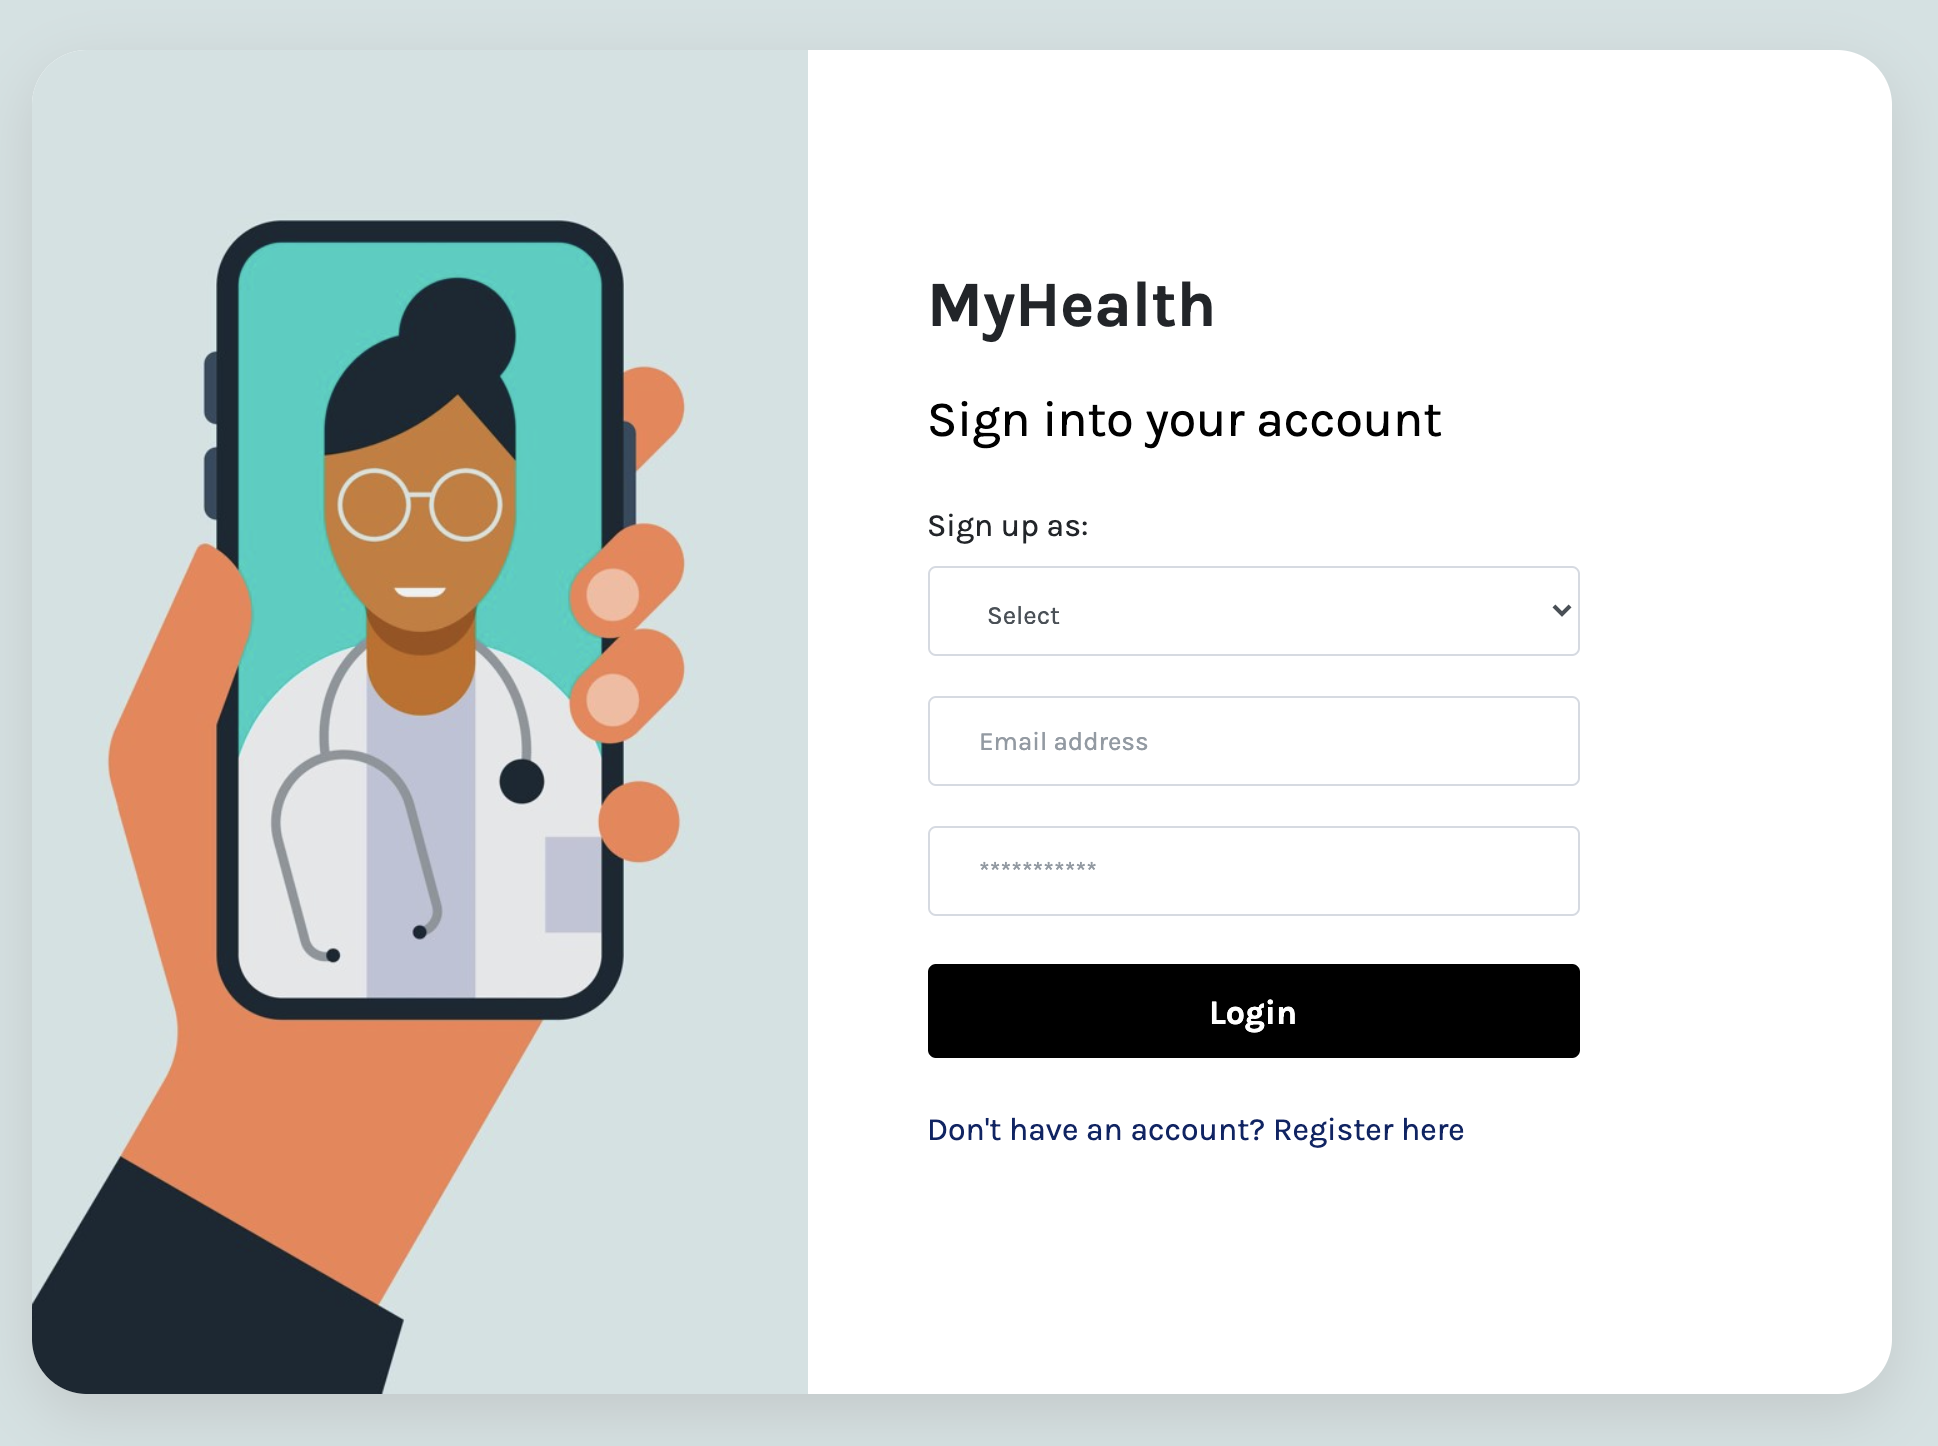 MyHealth
Sign into your account
Sign up as:
Select
Email address
***********
Login
Don't have an account? Register here